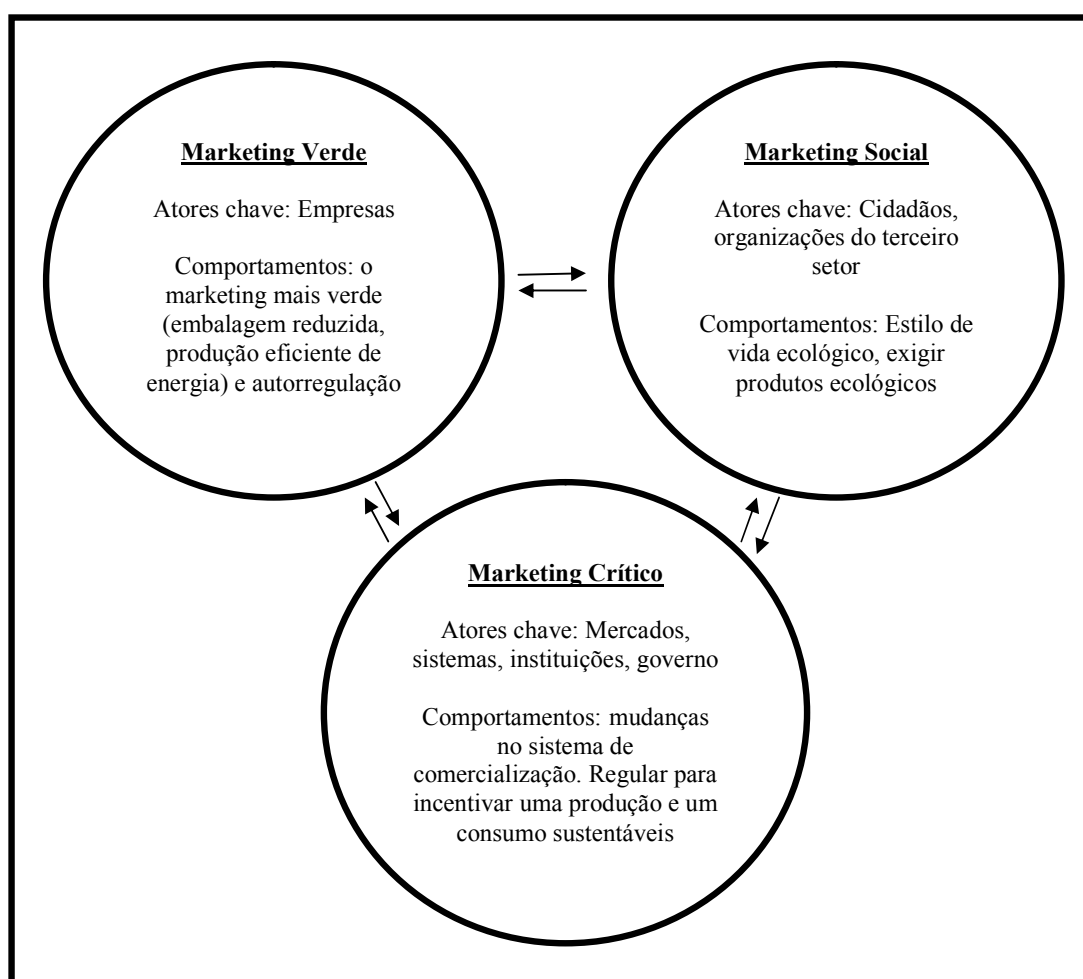 Marketing Verde
Atores chave: Empresas
Comportamentos: o
marketing mais verde
(embalagem reduzida,
produção eficiente de
energia) e autorregulação
Marketing Social
Atores chave: Cidadãos,
organizações do terceiro
setor
Comportamentos: Estilo de
vida ecológico, exigir
produtos ecológicos
Marketing Crítico
Atores chave: Mercados,
sistemas, instituições, governo
Comportamentos: mudanças
no sistema de
comercialização. Regular para
incentivar uma produção e um
consumo sustentáveis